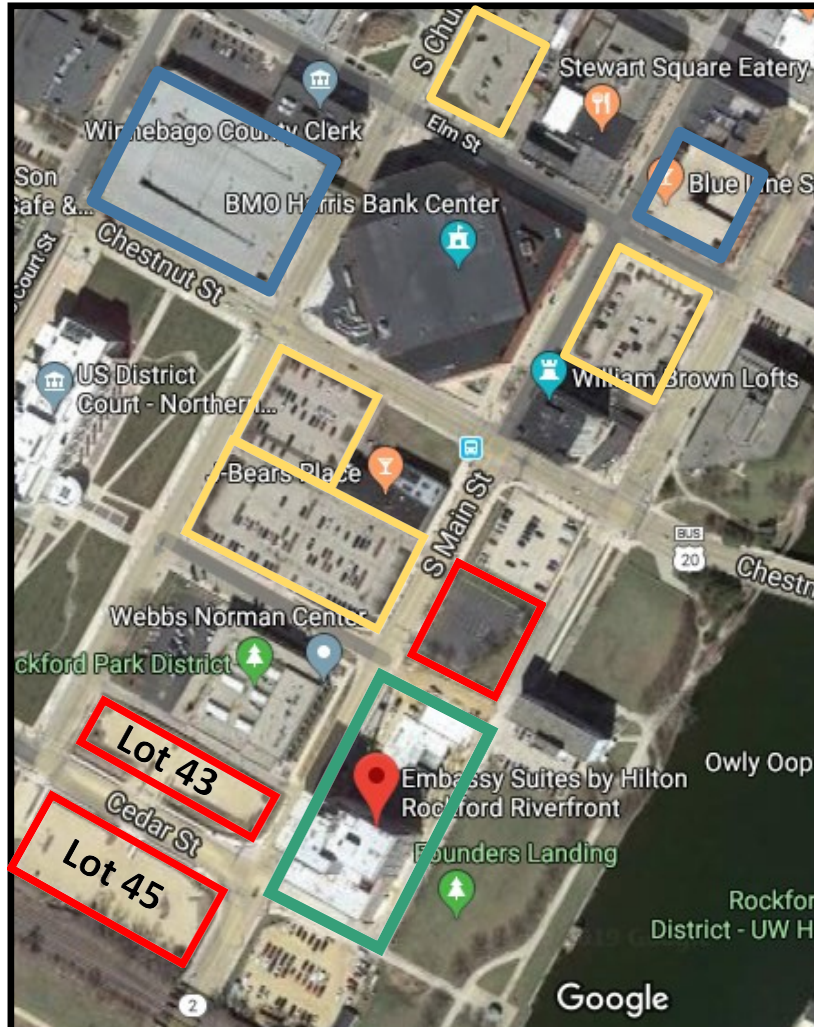 S Chu
Stewart Square Eatery
Elm St
Winnebago County Clerk
Son
Safe &...
BMO Harris Bank Center
Blue Line S
Court St
Chestnut St
US District
Court - Northern...
William Brown Lofts
J-Bears Place
S Main St
BUS
20
Chestn
Webbs Norman Center
ckford Park District
Lot 43
Cedar St
Lot 45
Embassy Suites by Hilton
Rockford Riverfront
Owly Oop
Founders Landing
Rockfor
District - UW H
2
Google